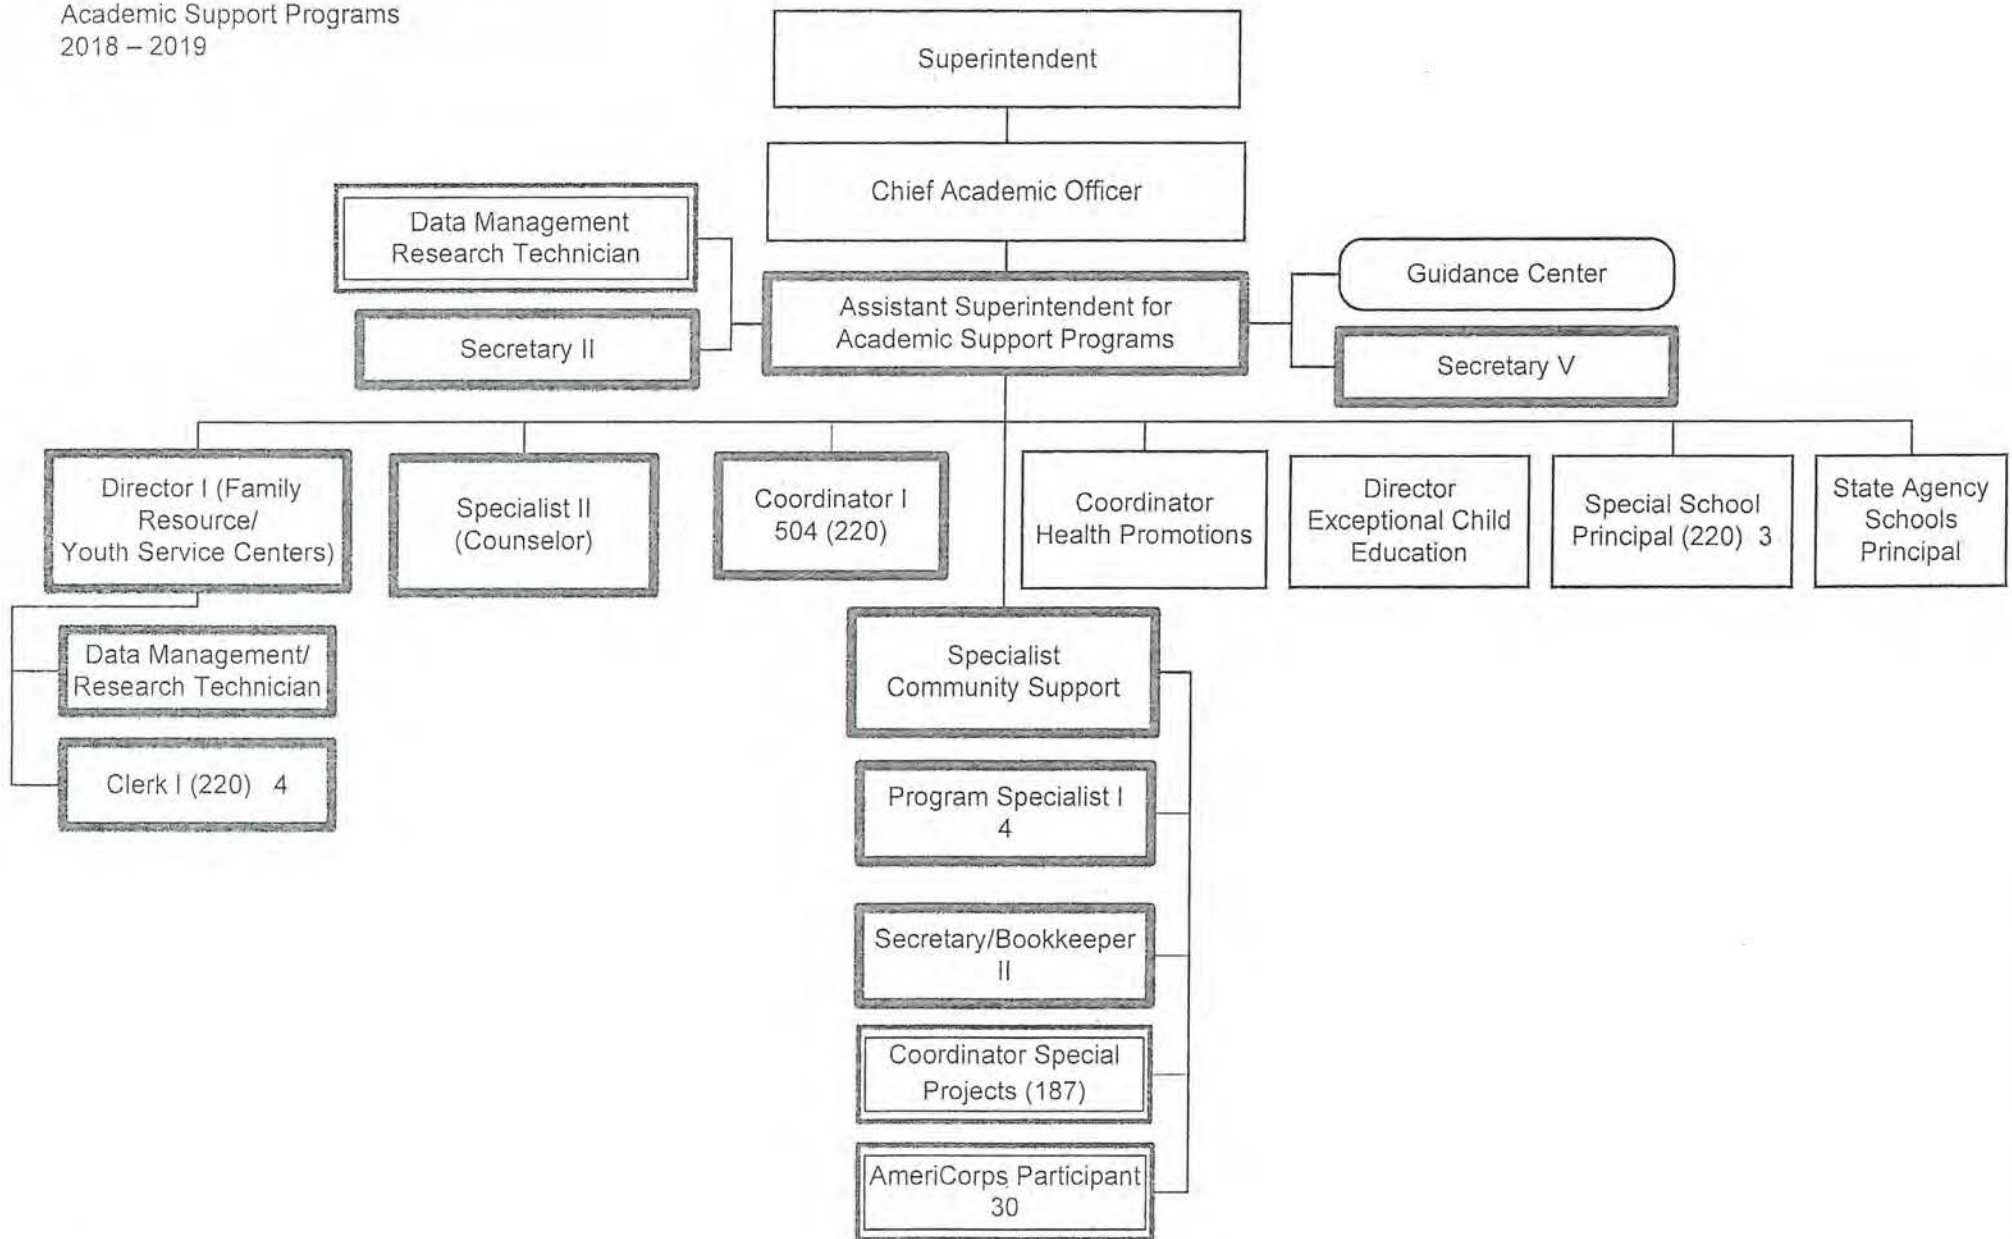 Academic Support Programs
2018 – 2019
Superintendent
Chief Academic Officer
Data Management
Research Technician
Secretary II
Assistant Superintendent for
Academic Support Programs
Guidance Center
Secretary V
Director I (Family
Resource/
Youth Service Centers)
Specialist II
(Counselor)
Coordinator I
504 (220)
Coordinator
Health Promotions
Director
Exceptional Child
Education
Special School
Principal (220) 3
State Agency
Schools
Principal
Data Management/
Research Technician
Clerk I (220) 4
Specialist
Community Support
Program Specialist I
4
Secretary/Bookkeeper
II
Coordinator Special
Projects (187)
AmeriCorps Participant
30